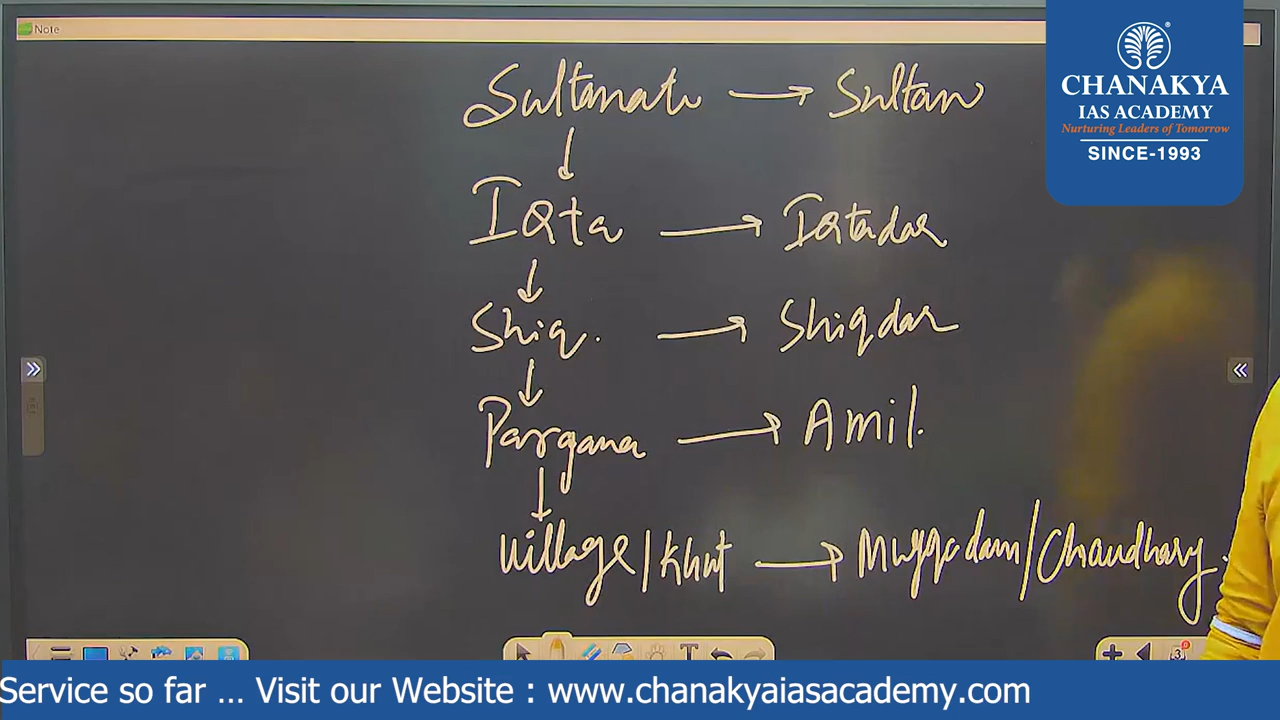 Note
CHANAKYA
IAS ACADEMY
Nurturing Leaders of Tomorrow
SINCE-1993
Sultanate → Sultan
↓
IQta → Iqtadar
↓
Shiq. → Shiqdar
↓
Pargana → Amil.
↓
Village/Khut → Muqqadam/Chaudhary.
Service so far ... Visit our Website : www.chanakyaiasacademy.com